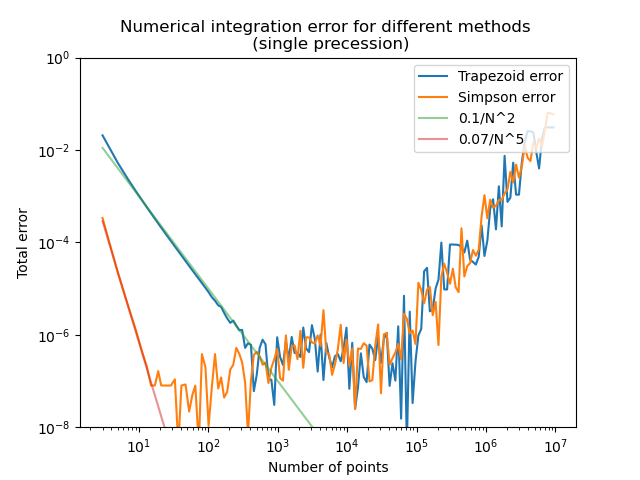 Numerical integration error for different methods
(single precession)
Total error
10^0
10^-2
10^-4
10^-6
10^-8
Trapezoid error
Simpson error
0.1/N^2
0.07/N^5
10^1 10^2 10^3 10^4 10^5 10^6 10^7
Number of points